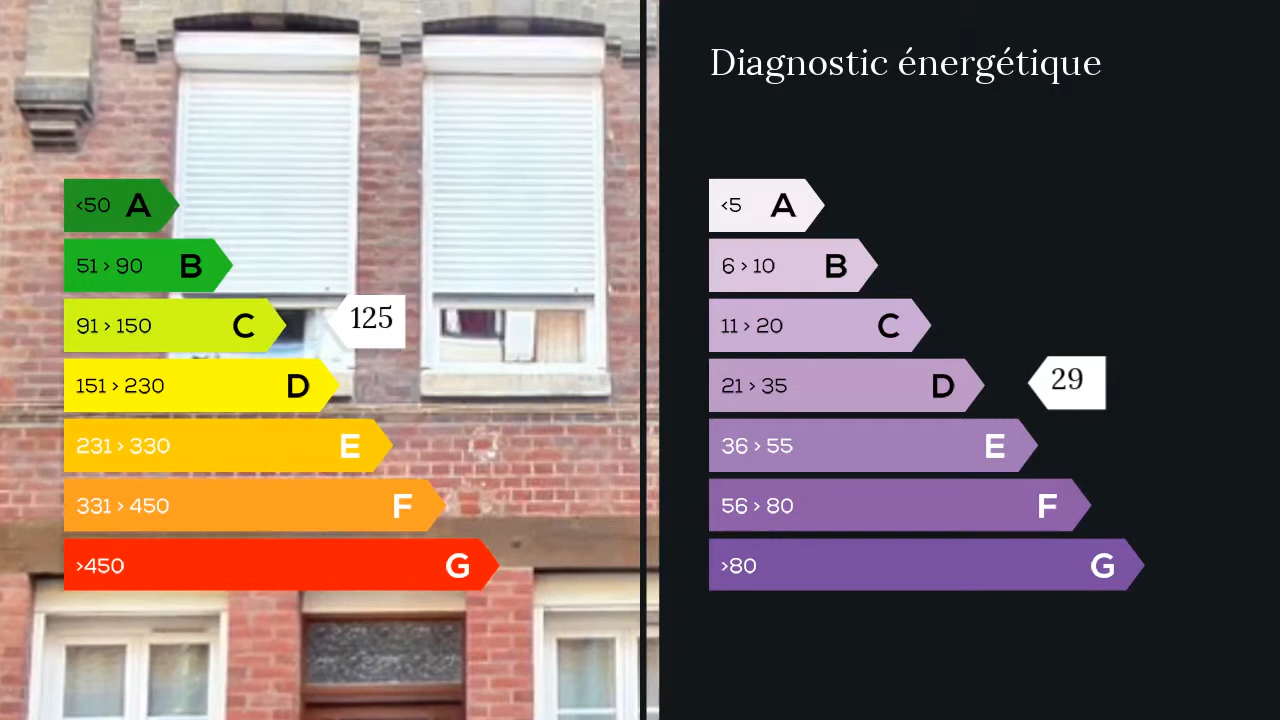 Diagnostic énergétique
<50 A
51 > 90 B
91 > 150 C
125
151 > 230 D
231 > 330 E
331 > 450 F
>450 G
<5 A
6 > 10 B
11 > 20 C
21 > 35 D
29
36 > 55 E
56 > 80 F
>80 G